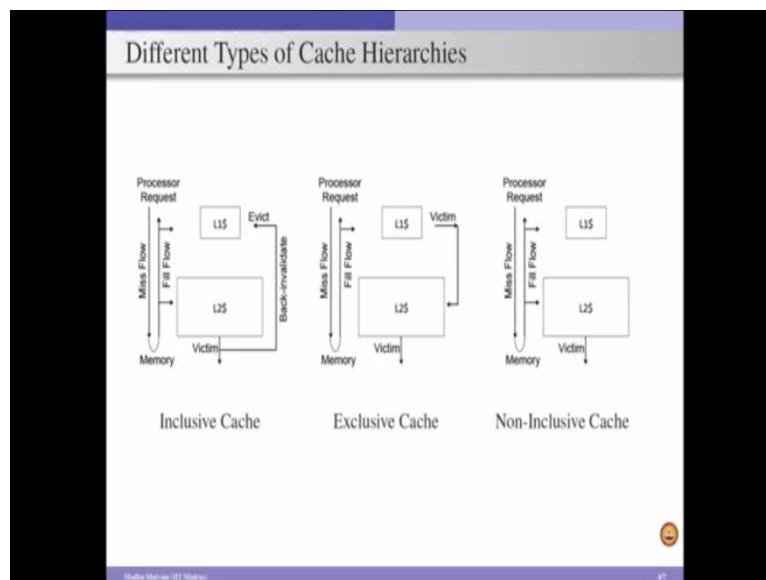 Different Types of Cache Hierarchies
Processor
Request
L1$
Evict
Miss Flow
Fill Flow
Back-invalidate
L2$
Victim
Memory
Inclusive Cache
Processor
Request
L1$
Victim
Miss Flow
Fill Flow
L2$
Victim
Memory
Exclusive Cache
Processor
Request
L1$
Miss Flow
Fill Flow
L2$
Victim
Memory
Non-Inclusive Cache